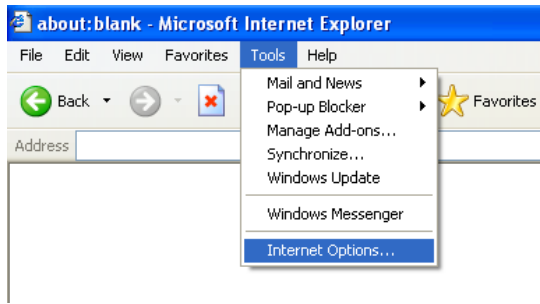 about:blank - Microsoft Internet Explorer
File Edit View Favorites Tools Help
Mail and News
Back Pop-up Blocker Favorites
Manage Add-ons...
Address Synchronize...
Windows Update
Windows Messenger
Internet Options...